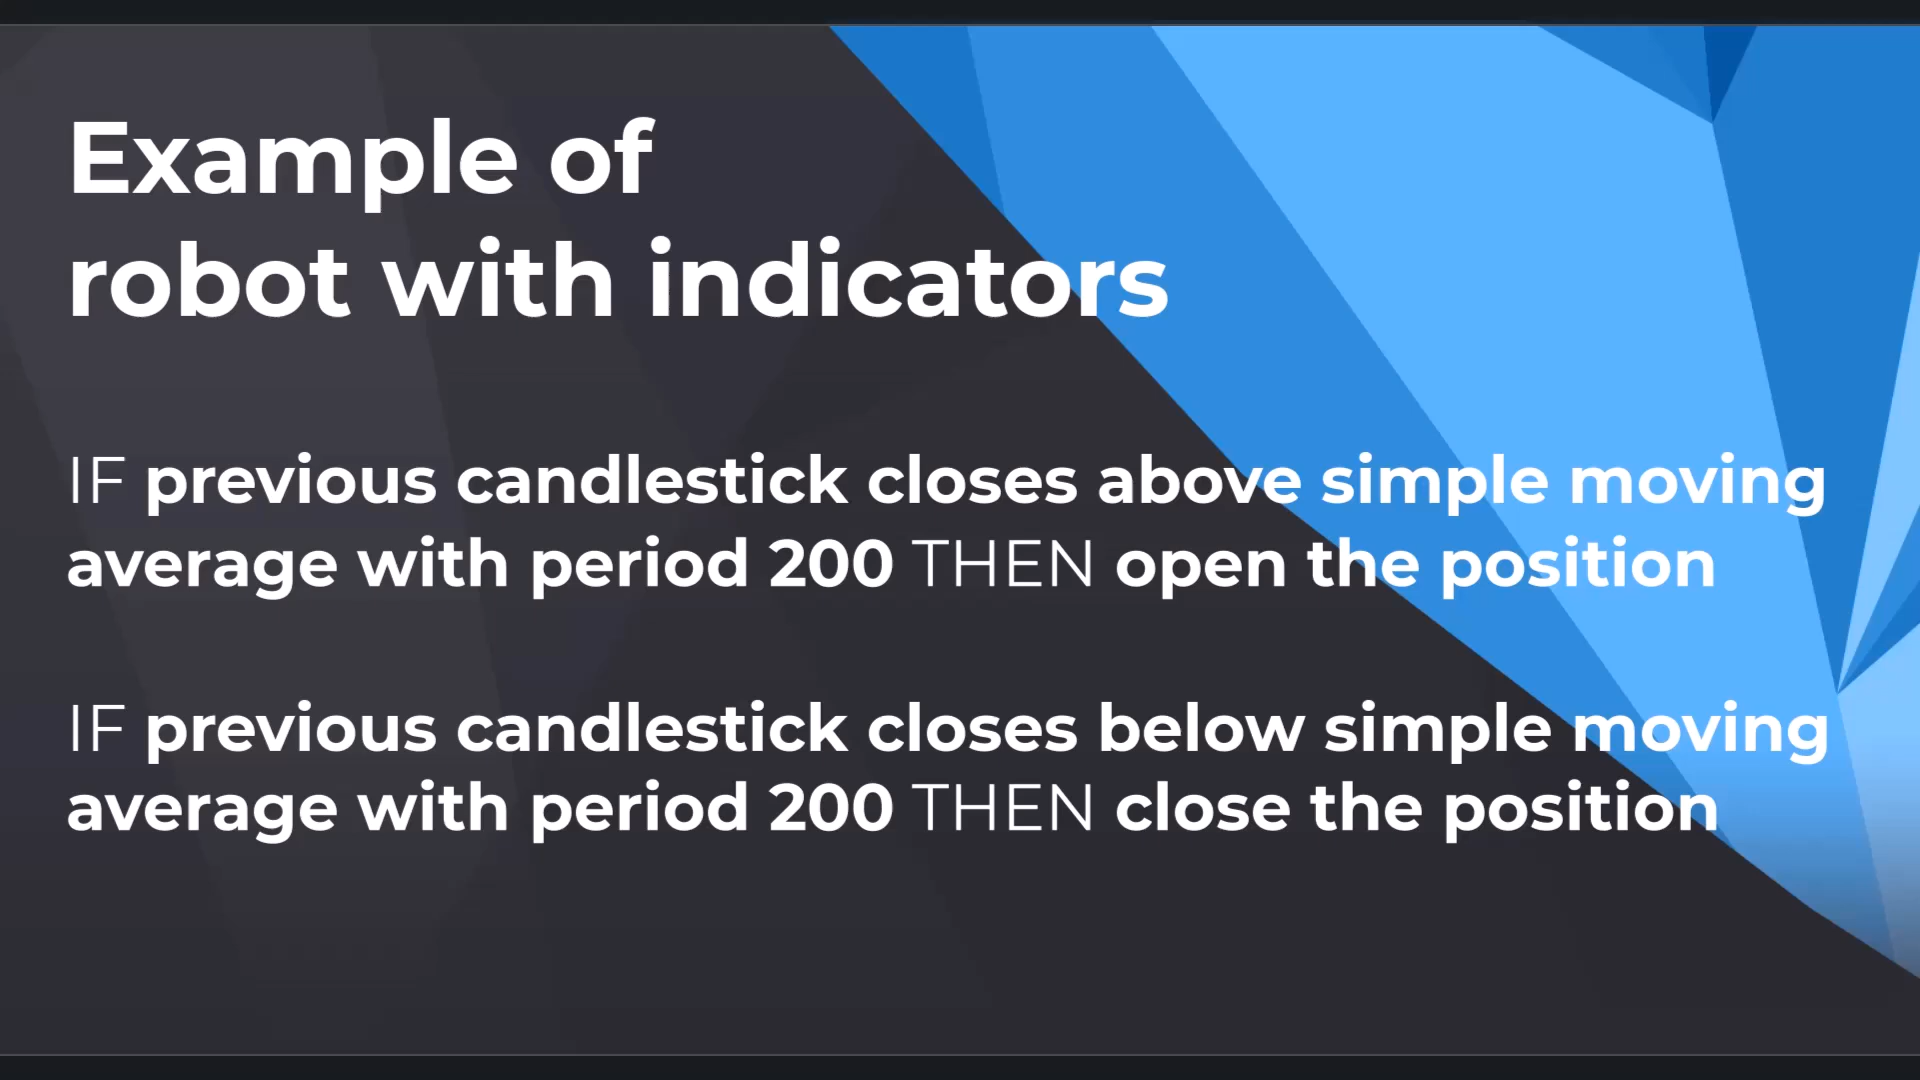 Example of
robot with indicators
IF previous candlestick closes above simple moving
average with period 200 THEN open the position
IF previous candlestick closes below simple moving
average with period 200 THEN close the position